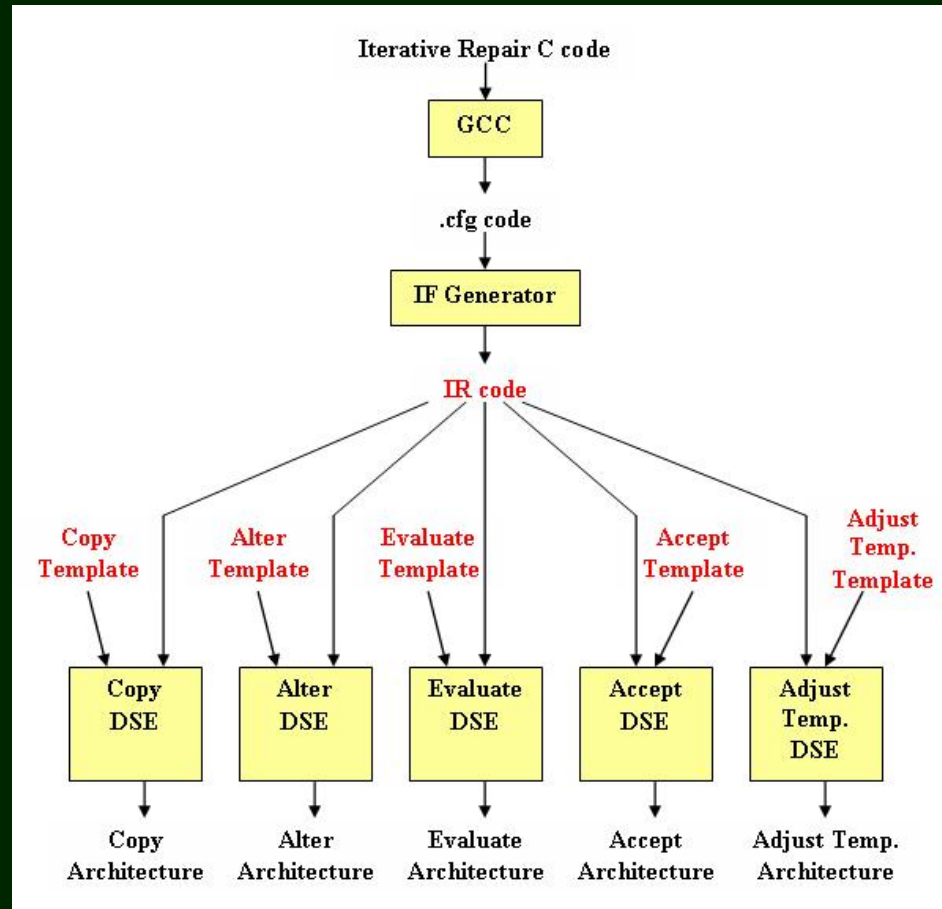 Iterative Repair C code
GCC
.cfg code
IF Generator
IR code
Copy
Template
Alter
Template
Evaluate
Template
Accept
Template
Adjust
Temp.
Template
Copy
DSE
Alter
DSE
Evaluate
DSE
Accept
DSE
Adjust
Temp.
DSE
Copy
Architecture
Alter
Architecture
Evaluate
Architecture
Accept
Architecture
Adjust Temp.
Architecture